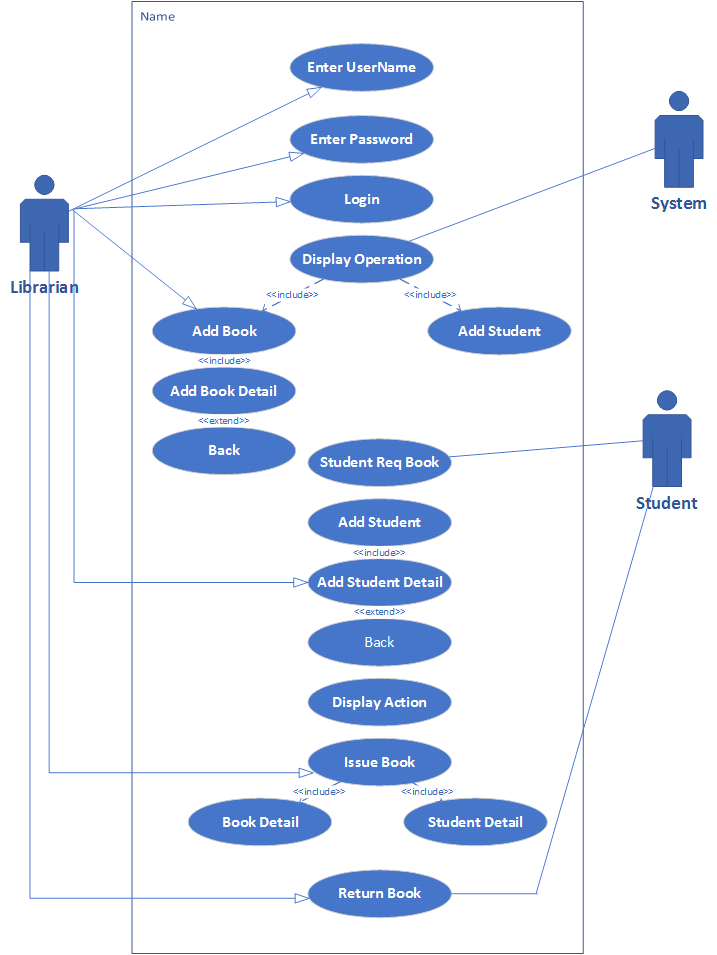 Name
Enter UserName
Enter Password
System
Login
Display Operation
Librarian
<<include>>
<<include>>
Add Book
Add Student
<<include>>
Add Book Detail
<<extend>>
Back
Student Req Book
Student
Add Student
<<include>>
Add Student Detail
<<extend>>
Back
Display Action
Issue Book
<<include>>
<<include>>
Book Detail
Student Detail
Return Book